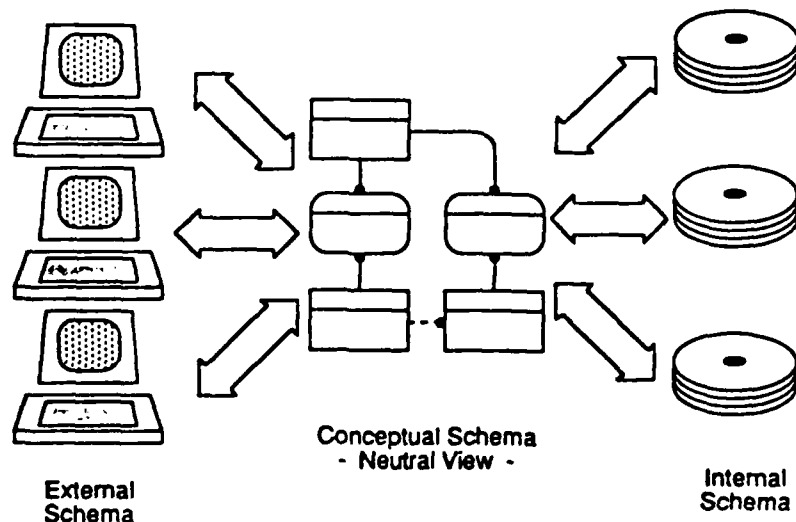 Conceptual Schema
- Neutral View -
External
Schema
Internal
Schema